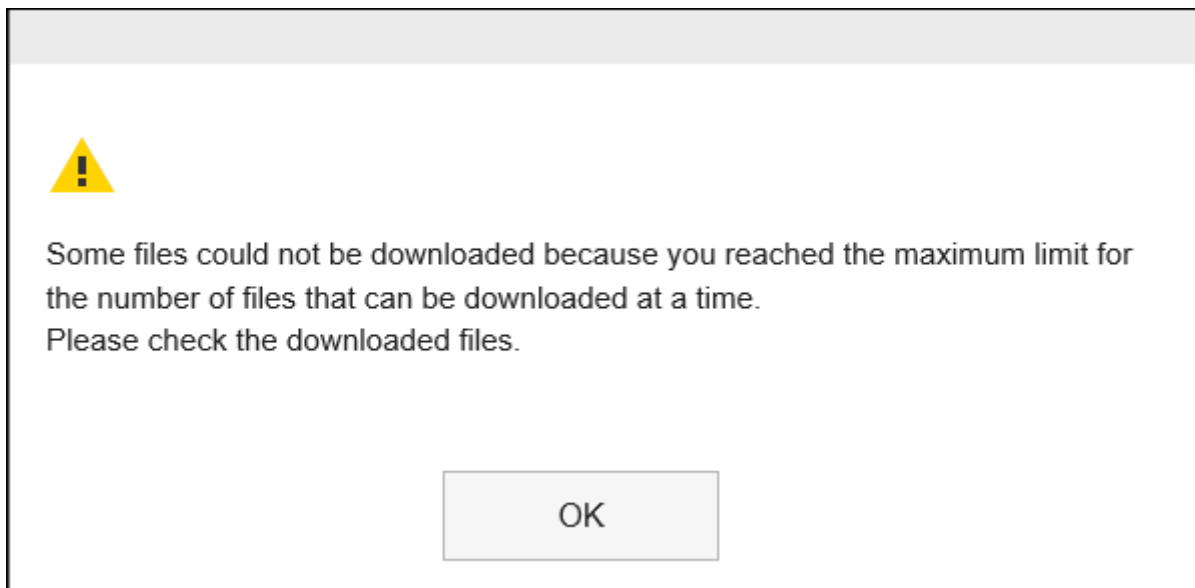 Some files could not be downloaded because you reached the maximum limit for
the number of files that can be downloaded at a time.
Please check the downloaded files.
OK